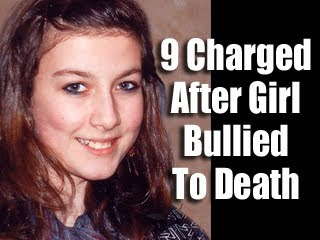 9 Charged
After Girl
Bullied
To Death